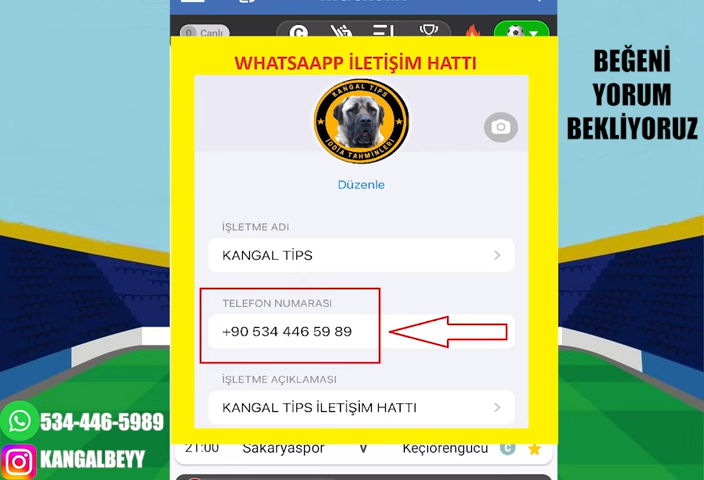 0 Canlı
WHATSAAPP İLETİŞİM HATTI
KANGAL TIPS
İDDİA TAHMİNLERİ
Düzenle
İŞLETME ADI
KANGAL TİPS
TELEFON NUMARASI
+90 534 446 59 89
İŞLETME AÇIKLAMASI
KANGAL TİPS İLETİŞİM HATTI
21:00 Sakaryaspor V Keçiörengücü C
BEĞENİ
YORUM
BEKLİYORUZ
534-446-5989
KANGALBEYY